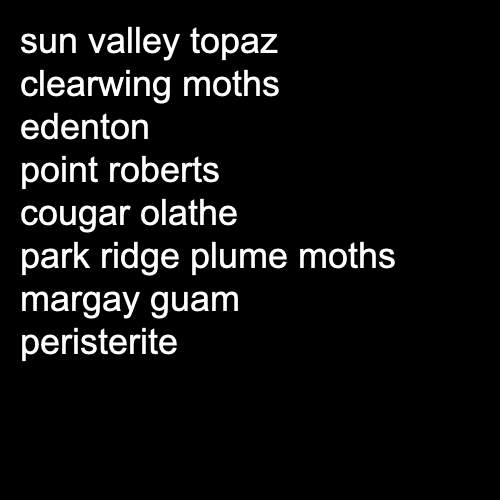 sun valley topaz
clearwing moths
edenton
point roberts
cougar olathe
park ridge plume moths
margay guam
peristerite